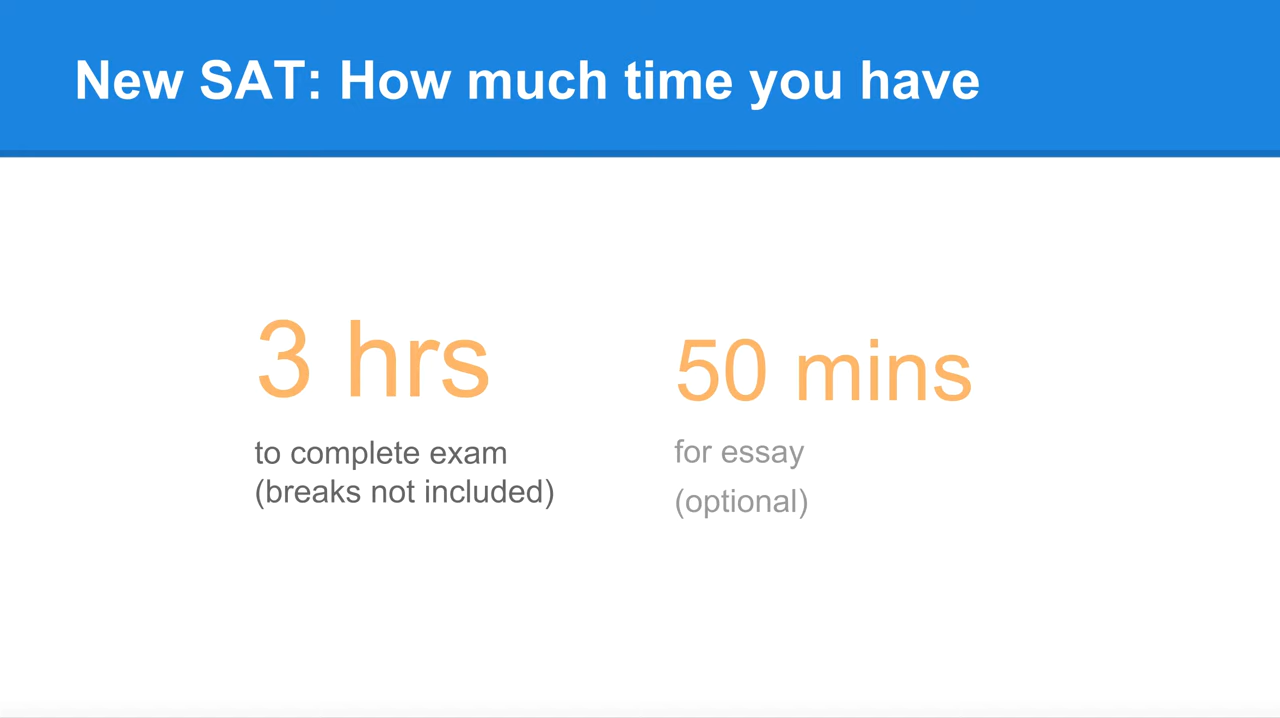 New SAT: How much time you have
3 hrs
to complete exam
(breaks not included)
50 mins
for essay
(optional)